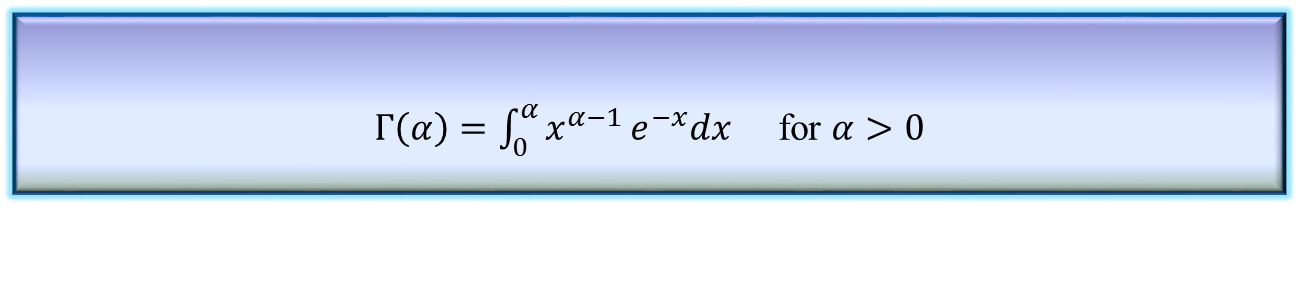 Γ(α) = ∫₀^α x^{α−1} e^{−x}dx for α > 0